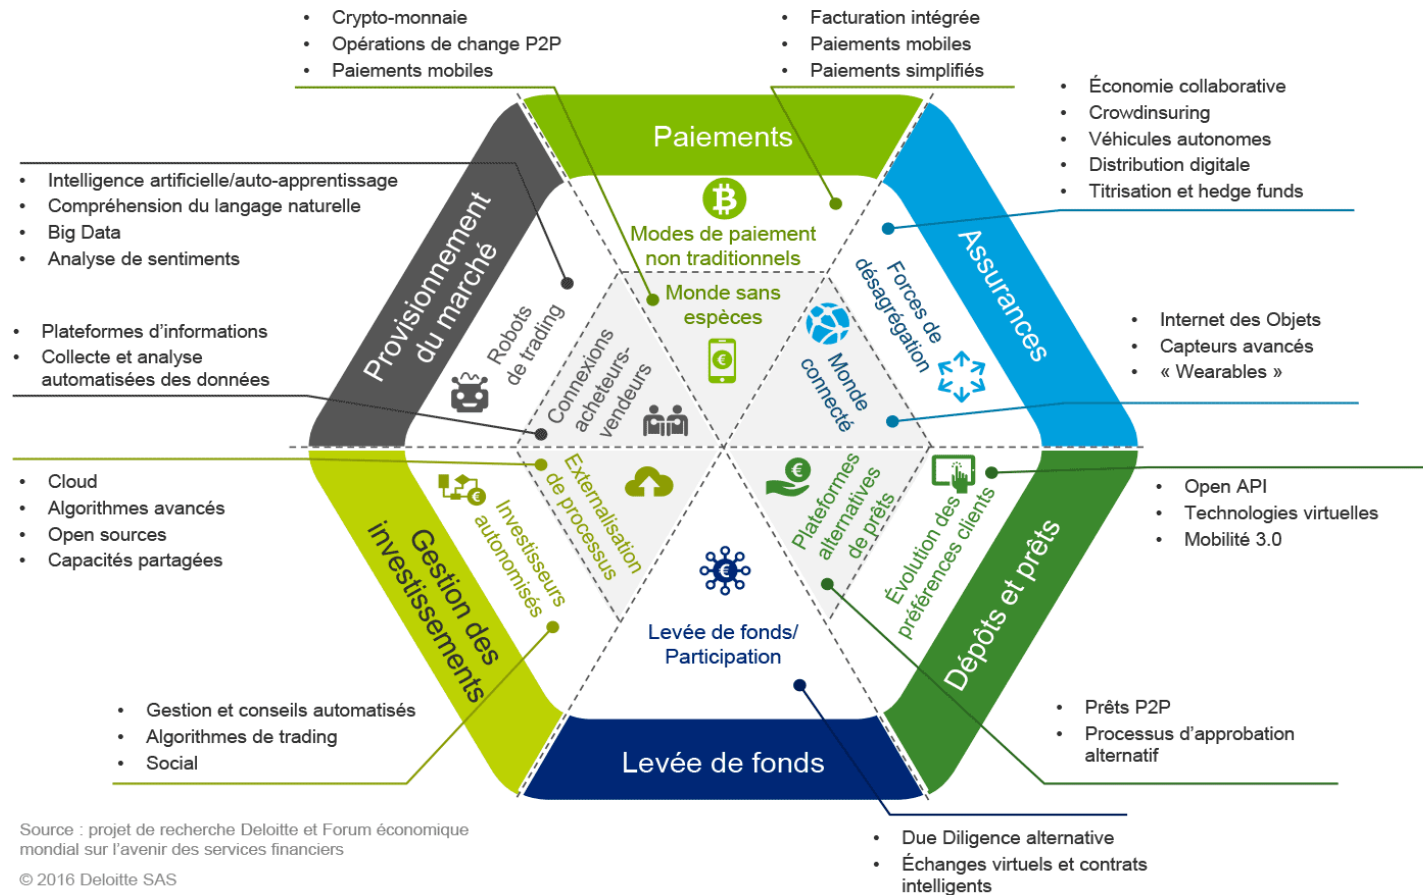 • Crypto-monnaie
• Opérations de change P2P
• Paiements mobiles
• Facturation intégrée
• Paiements mobiles
• Paiements simplifiés
• Économie collaborative
• Crowdinsuring
• Véhicules autonomes
• Distribution digitale
• Titrisation et hedge funds
Paiements
• Intelligence artificielle/auto-apprentissage
• Compréhension du langage naturelle
• Big Data
• Analyse de sentiments
Provisionnement
du marché
Modes de paiement
non traditionnels
Monde sans
espèces
Forces de
désagrégation
Assurances
Robots
de trading
Connexions
acheteurs-
vendeurs
Monde
connecté
• Plateformes d’informations
• Collecte et analyse
automatisées des données
• Internet des Objets
• Capteurs avancés
• « Wearables »
• Cloud
• Algorithmes avancés
• Open sources
• Capacités partagées
Gestion des
investissements
Investisseurs
automomisés
Externalisation
de processus
Plateformes
alternatives
de prêts
Évolution des
préférences clients
Dépôts et prêts
• Open API
• Technologies virtuelles
• Mobilité 3.0
Levée de fonds/
Participation
• Gestion et conseils automatisés
• Algorithmes de trading
• Social
• Prêts P2P
• Processus d’approbation
alternatif
Levée de fonds
• Due Diligence alternative
• Échanges virtuels et contrats
intelligents
Source : projet de recherche Deloitte et Forum économique
mondial sur l’avenir des services financiers
© 2016 Deloitte SAS